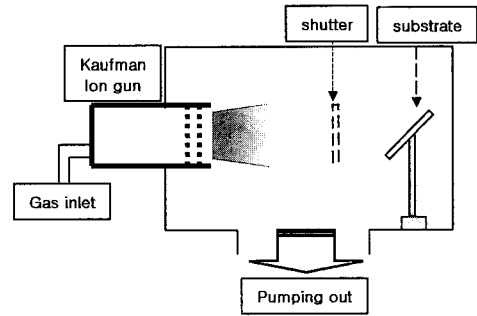 shutter
substrate
Kaufman
Ion gun
Gas inlet
Pumping out